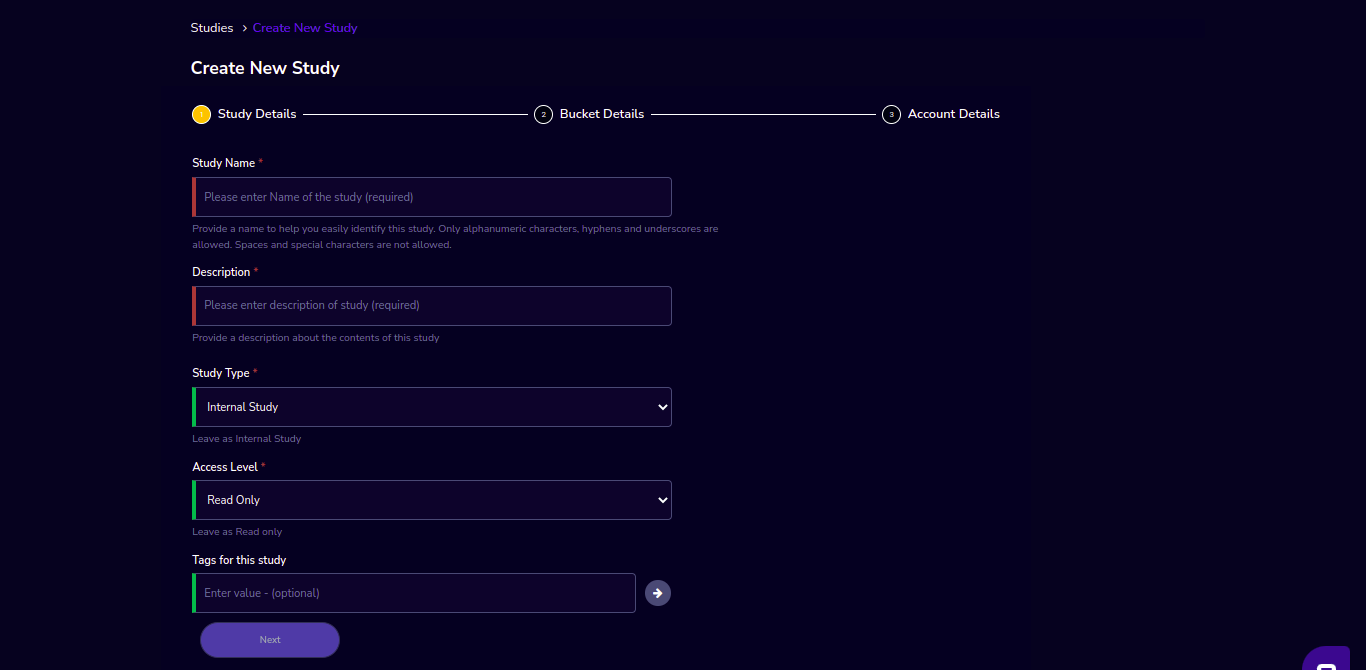 Studies > Create New Study
Create New Study
1 Study Details 2 Bucket Details 3 Account Details
Study Name *
Please enter Name of the study (required)
Provide a name to help you easily identify this study. Only alphanumeric characters, hyphens and underscores are
allowed. Spaces and special characters are not allowed.
Description *
Please enter description of study (required)
Provide a description about the contents of this study
Study Type *
Internal Study
Leave as Internal Study
Access Level *
Read Only
Leave as Read only
Tags for this study
Enter value - (optional)
Next